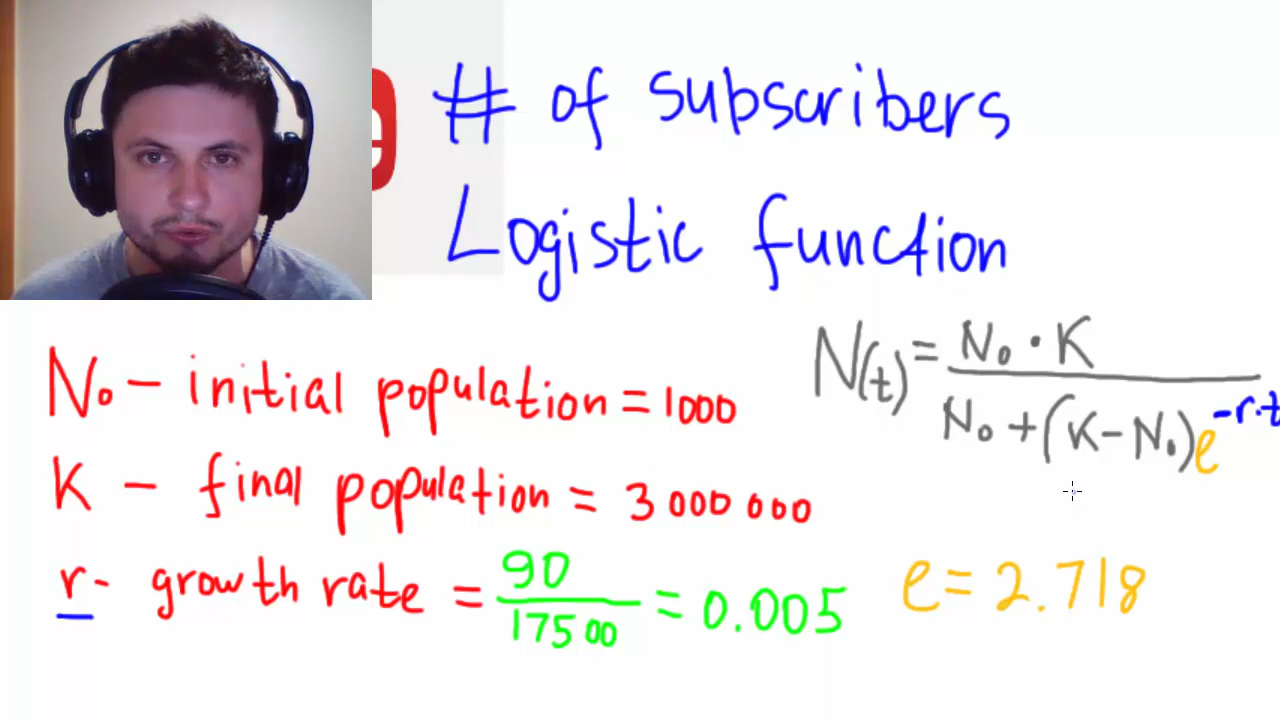 e
# of subscribers
Logistic function
N₀ – initial population = 1000
K – final population = 3 000 000
r - growth rate = 90/17500 = 0.005
N(t) = N₀ · K / N₀ + (K – N₀)e^-r·t
e = 2.718